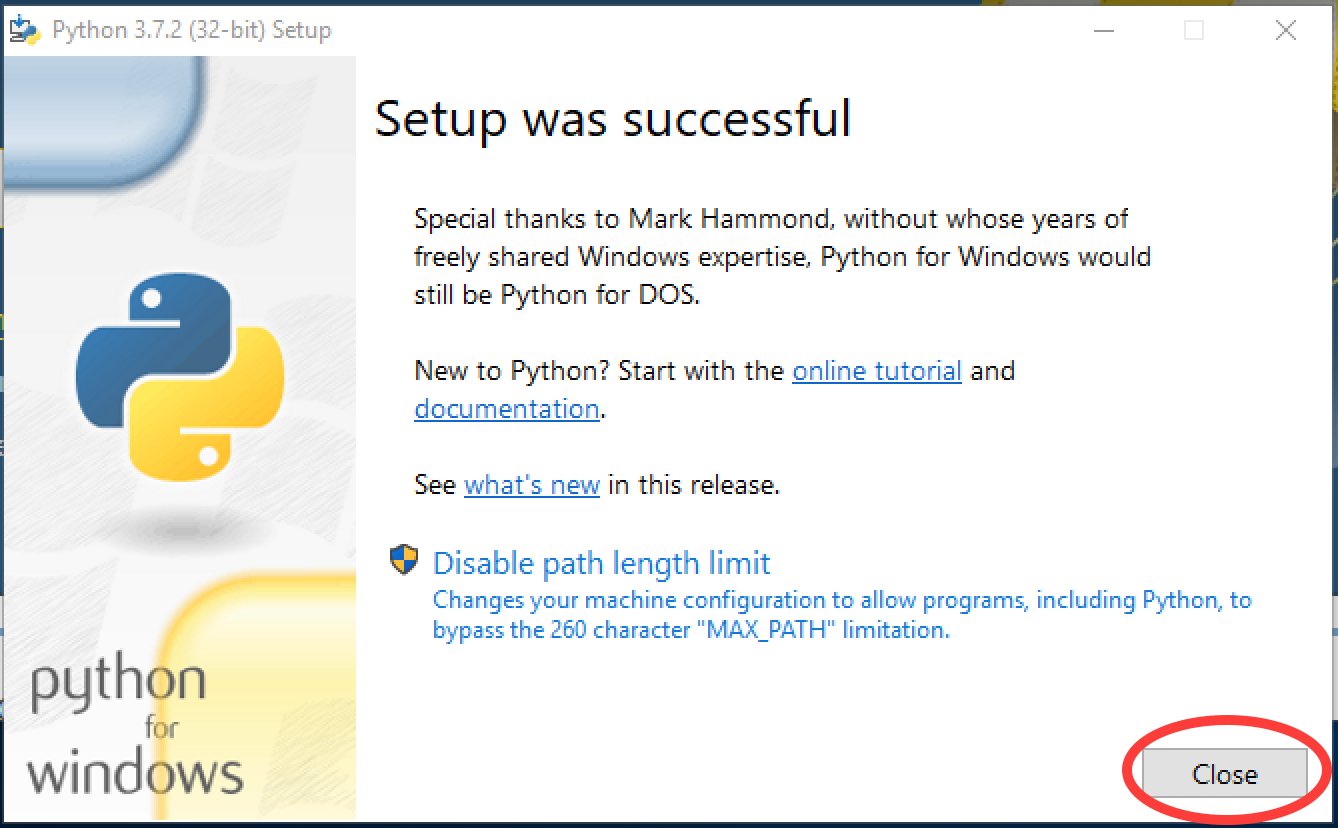 Python 3.7.2 (32-bit) Setup
Setup was successful
Special thanks to Mark Hammond, without whose years of
freely shared Windows expertise, Python for Windows would
still be Python for DOS.
New to Python? Start with the online tutorial and
documentation.
See what's new in this release.
Disable path length limit
Changes your machine configuration to allow programs, including Python, to
bypass the 260 character "MAX_PATH" limitation.
python
for
windows
Close